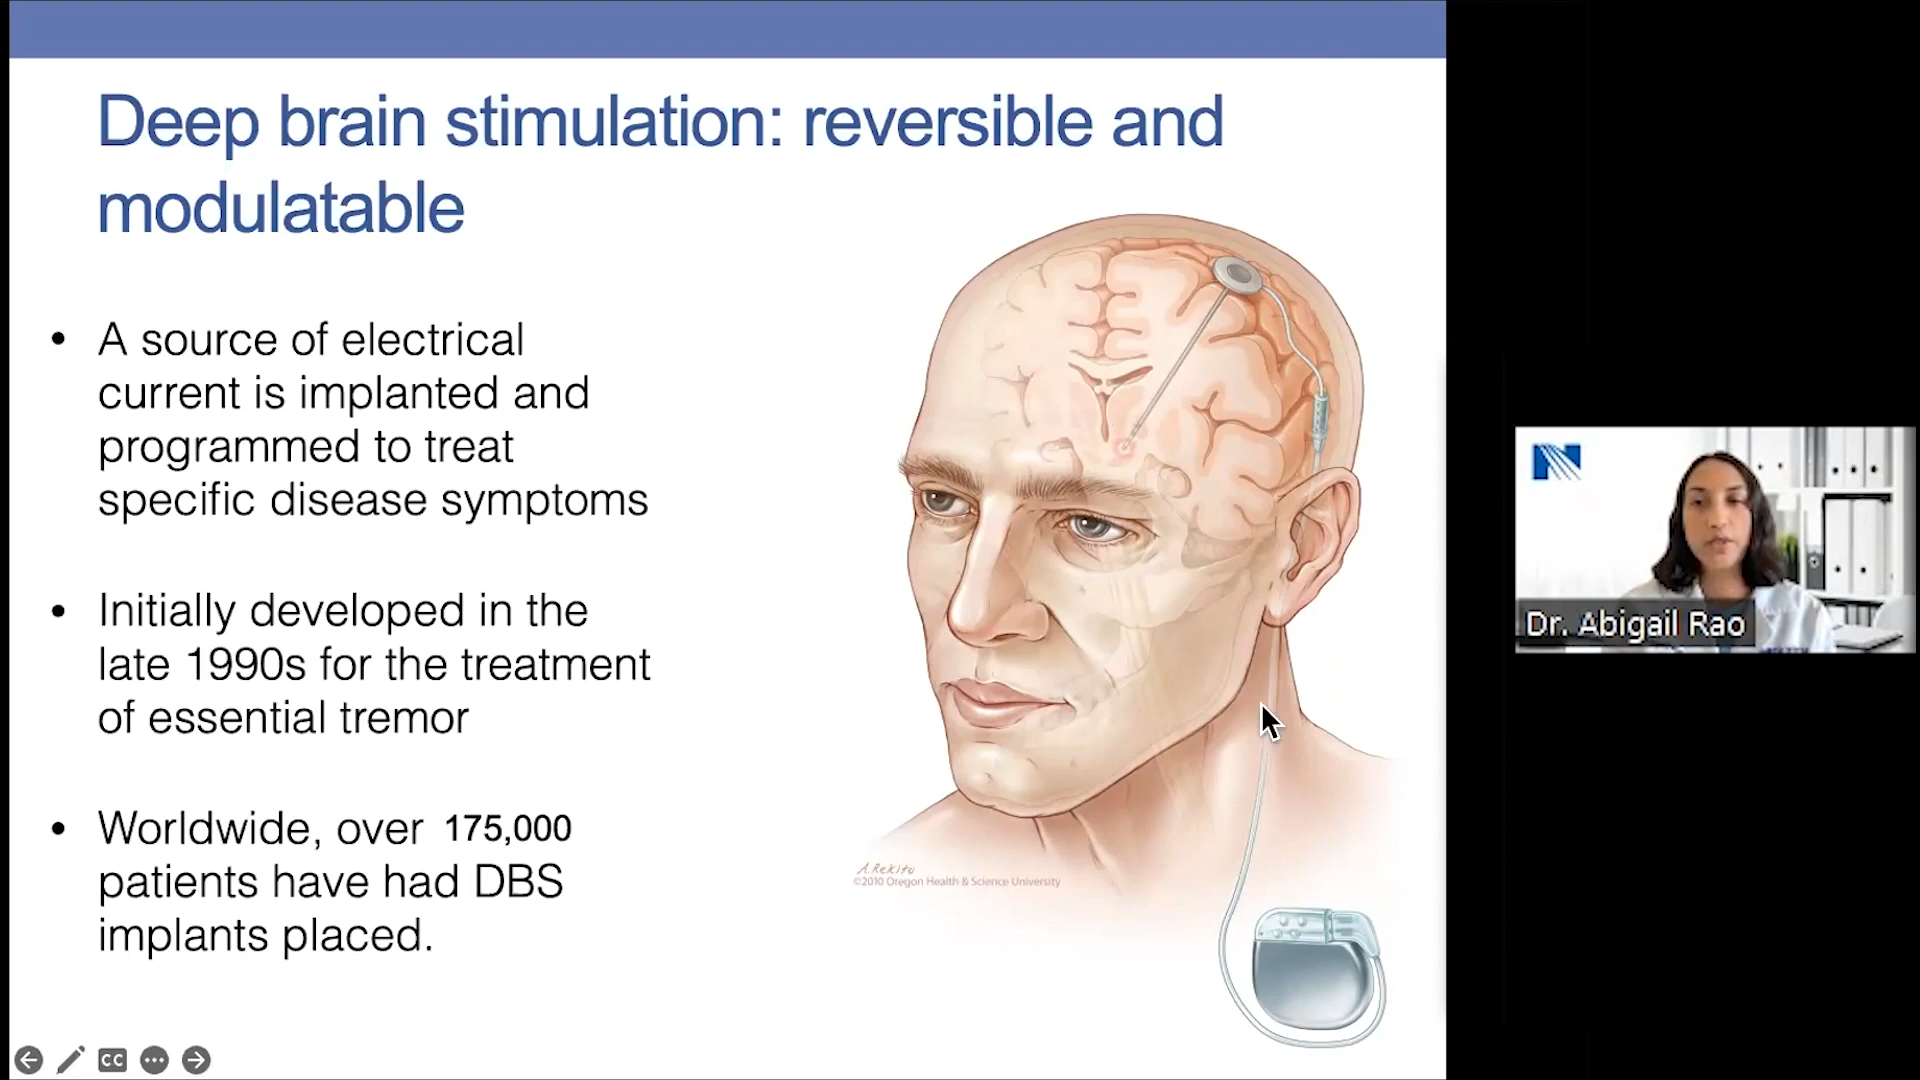 Deep brain stimulation: reversible and
modulatable
• A source of electrical
current is implanted and
programmed to treat
specific disease symptoms
• Initially developed in the
late 1990s for the treatment
of essential tremor
• Worldwide, over 175,000
patients have had DBS
implants placed.
A.Rekito
©2010 Oregon Health & Science University
CC
N
Dr. Abigail Rao